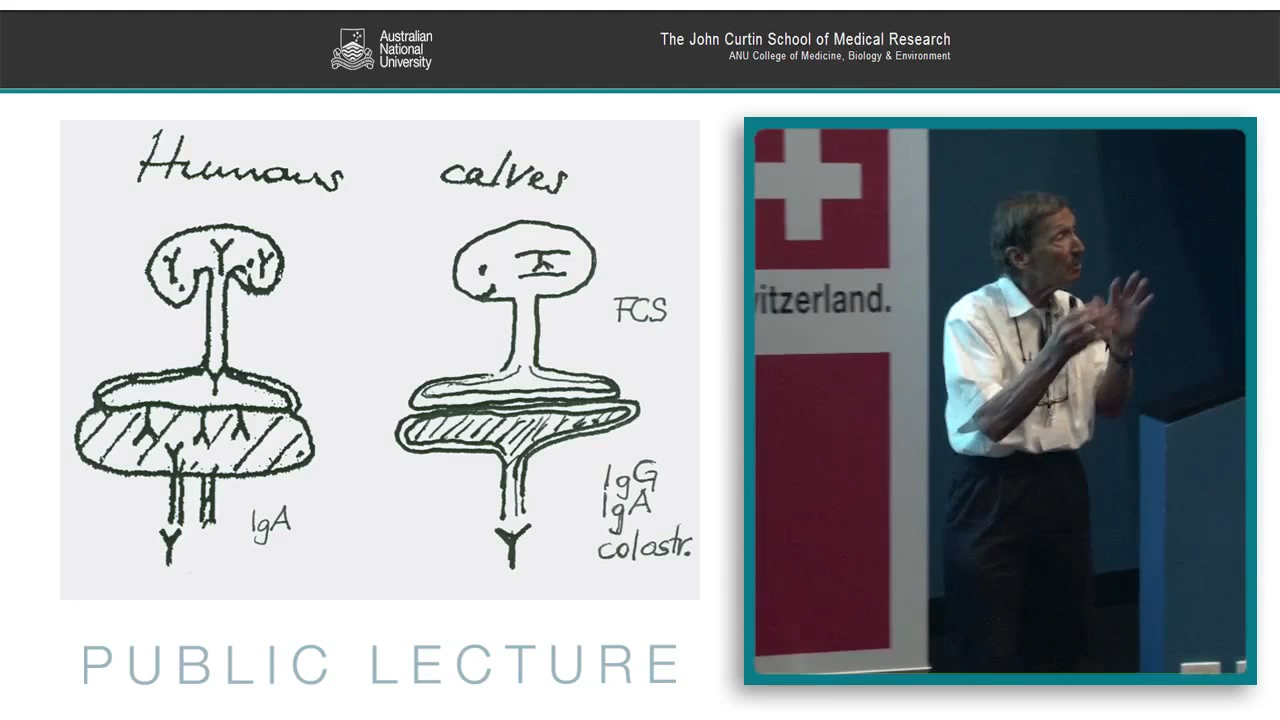 Australian
National
University
The John Curtin School of Medical Research
ANU College of Medicine, Biology & Environment
Humans
calves
FCS
IgA
IgG
IgA
colostr.
PUBLIC LECTURE
witzerland.